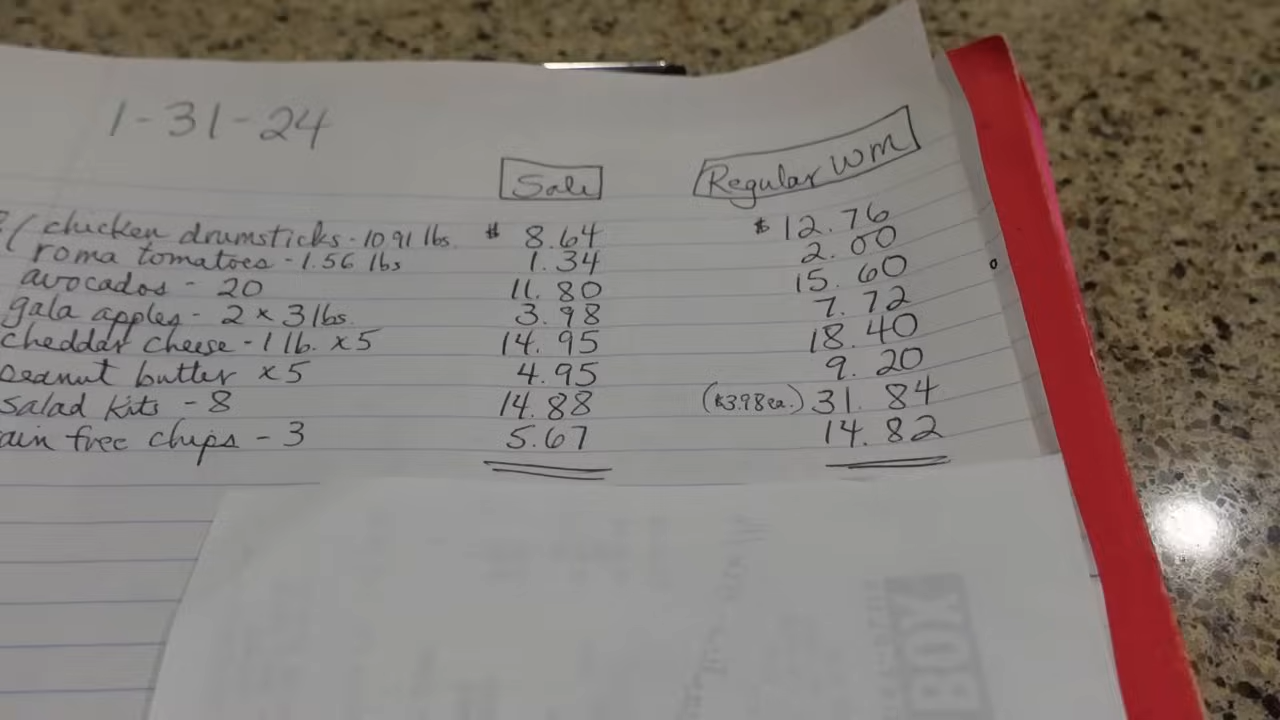 1-31-24
Sale Regular WM
chicken drumsticks - 10.91 lbs. $ 8.64 $ 12.76
roma tomatoes - 1.56 lbs 1.34 2.00
avocados - 20 11.80 15.60
gala apples - 2 x 3 lbs. 3.98 7.72
cheddar cheese - 1 lb. x5 14.95 18.40
peanut butter x5 4.95 9.20
salad kits - 8 14.88 ($3.98 ea.) 31.84
ain free chips - 3 5.67 14.82
BOX